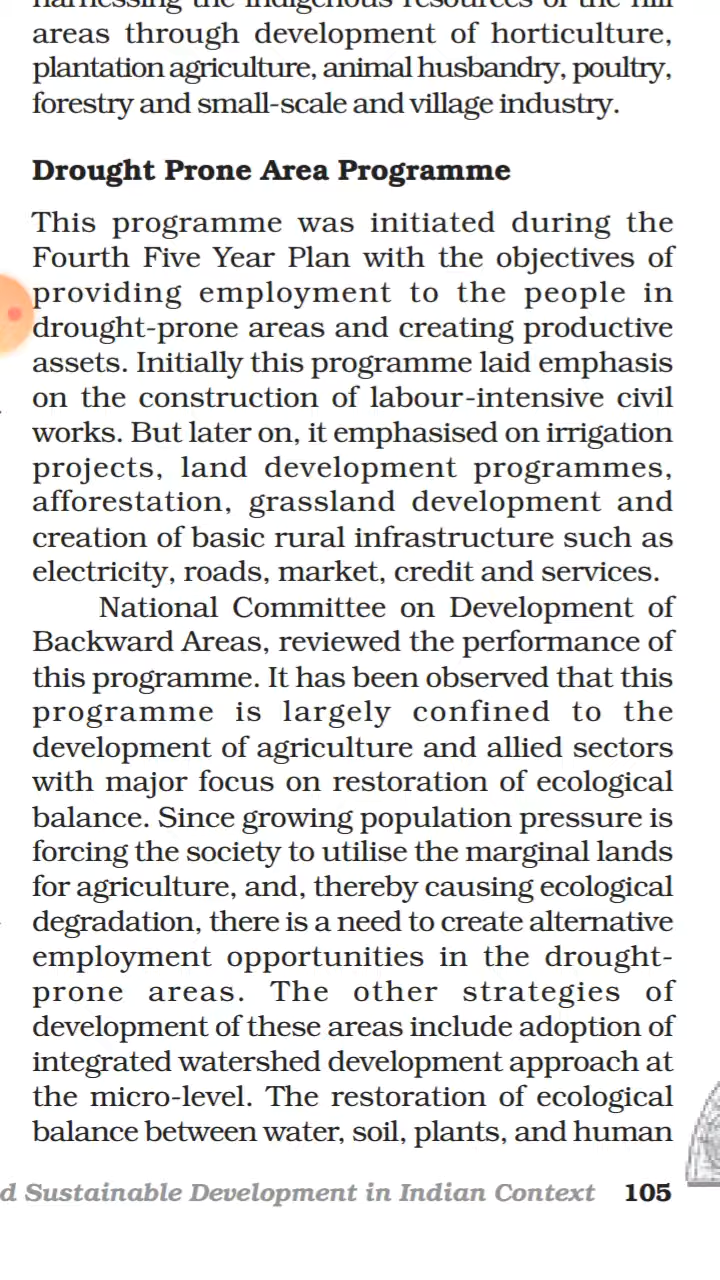 harnessing the indigenous resources of the hill
areas through development of horticulture,
plantation agriculture, animal husbandry, poultry,
forestry and small-scale and village industry.
Drought Prone Area Programme
This programme was initiated during the
Fourth Five Year Plan with the objectives of
providing employment to the people in
drought-prone areas and creating productive
assets. Initially this programme laid emphasis
on the construction of labour-intensive civil
works. But later on, it emphasised on irrigation
projects, land development programmes,
afforestation, grassland development and
creation of basic rural infrastructure such as
electricity, roads, market, credit and services.
National Committee on Development of
Backward Areas, reviewed the performance of
this programme. It has been observed that this
programme is largely confined to the
development of agriculture and allied sectors
with major focus on restoration of ecological
balance. Since growing population pressure is
forcing the society to utilise the marginal lands
for agriculture, and, thereby causing ecological
degradation, there is a need to create alternative
employment opportunities in the drought-
prone areas. The other strategies of
development of these areas include adoption of
integrated watershed development approach at
the micro-level. The restoration of ecological
balance between water, soil, plants, and human
d Sustainable Development in Indian Context 105